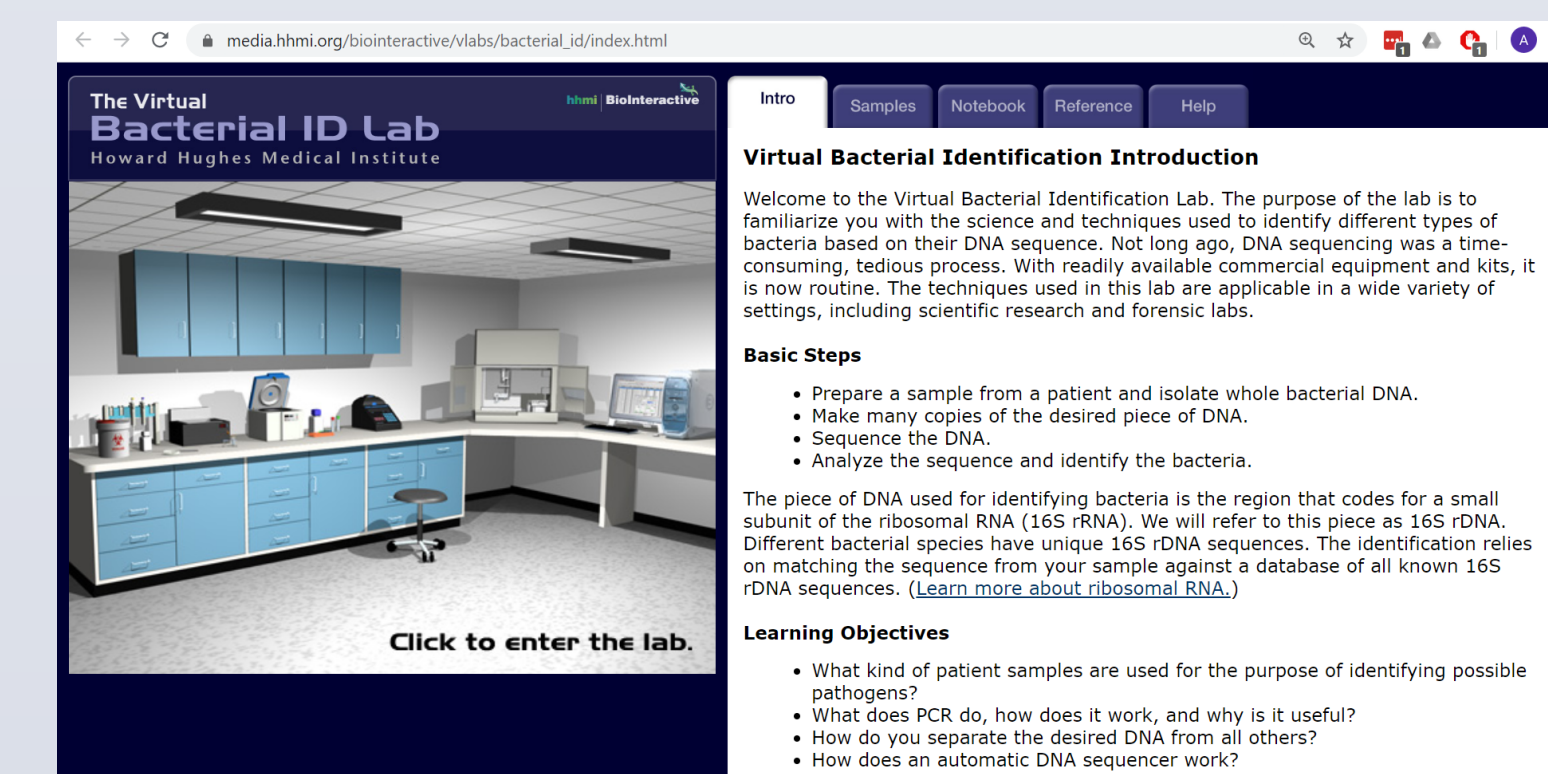 media.hhmi.org/biointeractive/vlabs/bacterial_id/index.html
1
1
A
The Virtual
Bacterial ID Lab
Howard Hughes Medical Institute
hhmi BioInteractive
Click to enter the lab.
Intro
Samples
Notebook
Reference
Help
Virtual Bacterial Identification Introduction
Welcome to the Virtual Bacterial Identification Lab. The purpose of the lab is to
familiarize you with the science and techniques used to identify different types of
bacteria based on their DNA sequence. Not long ago, DNA sequencing was a time-
consuming, tedious process. With readily available commercial equipment and kits, it
is now routine. The techniques used in this lab are applicable in a wide variety of
settings, including scientific research and forensic labs.
Basic Steps
• Prepare a sample from a patient and isolate whole bacterial DNA.
• Make many copies of the desired piece of DNA.
• Sequence the DNA.
• Analyze the sequence and identify the bacteria.
The piece of DNA used for identifying bacteria is the region that codes for a small
subunit of the ribosomal RNA (16S rRNA). We will refer to this piece as 16S rDNA.
Different bacterial species have unique 16S rDNA sequences. The identification relies
on matching the sequence from your sample against a database of all known 16S
rDNA sequences. (Learn more about ribosomal RNA.)
Learning Objectives
• What kind of patient samples are used for the purpose of identifying possible
pathogens?
• What does PCR do, how does it work, and why is it useful?
• How do you separate the desired DNA from all others?
• How does an automatic DNA sequencer work?